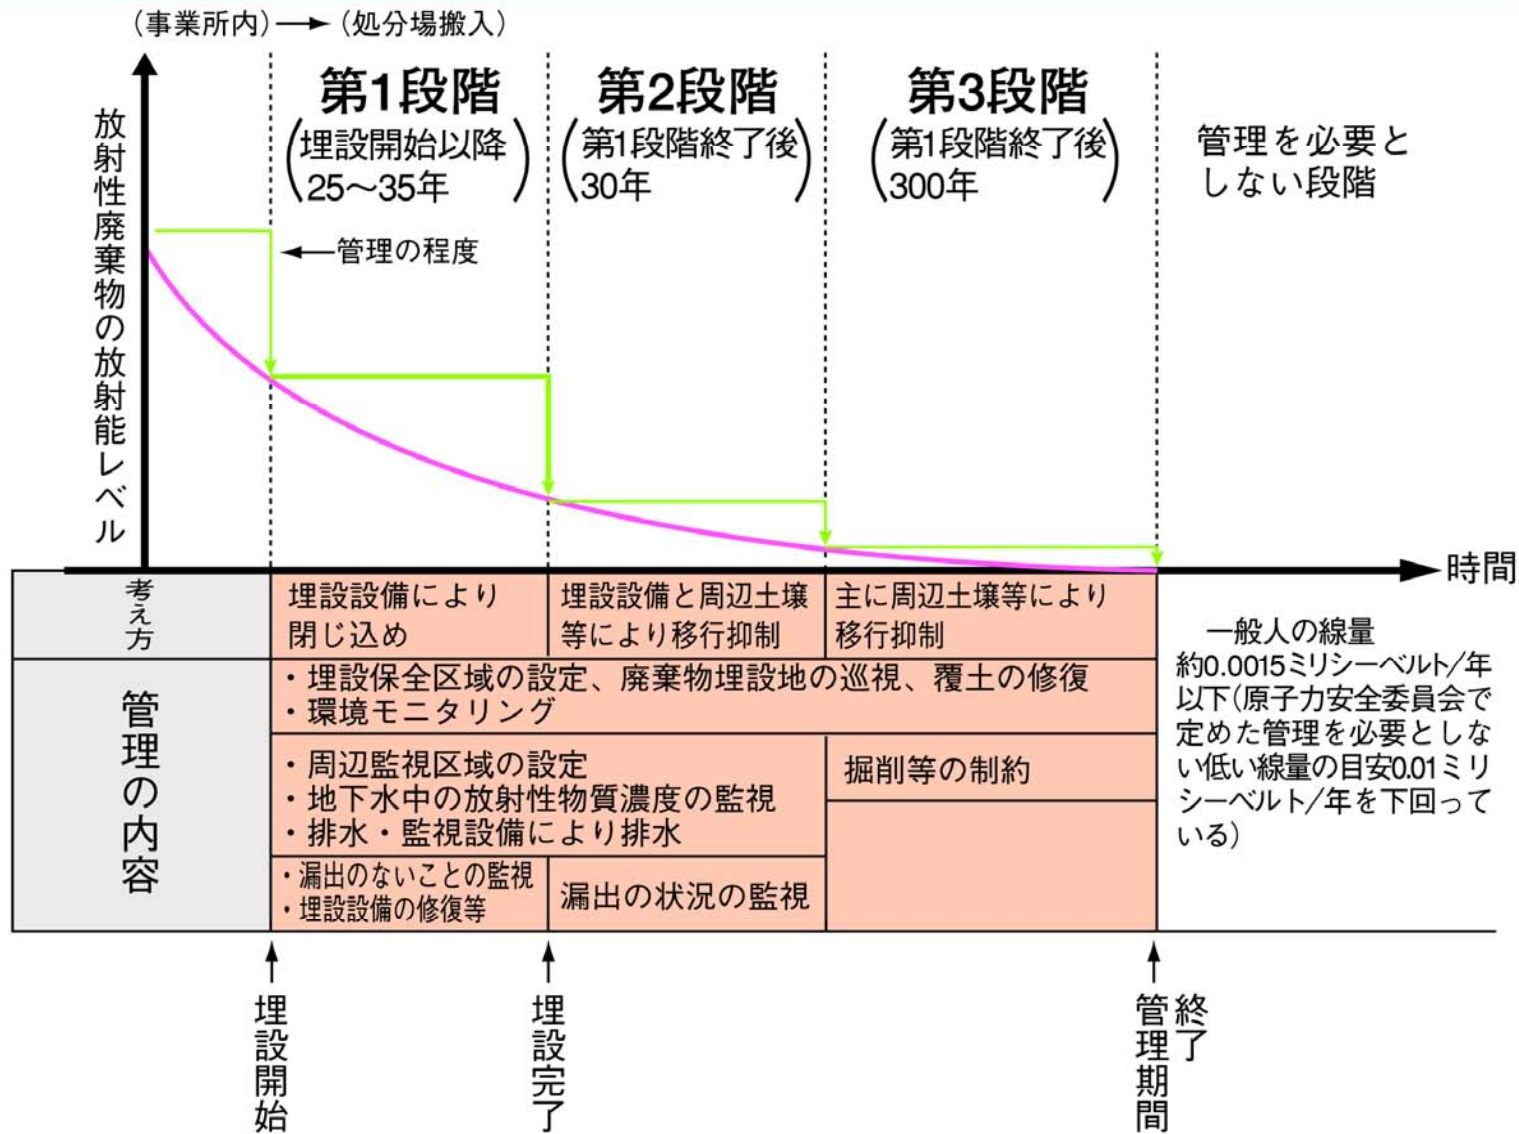 (事業所内)→(処分場搬入)
第1段階
(埋設開始以降
25〜35年)
第2段階
(第1段階終了後
30年)
第3段階
(第1段階終了後
300年)
管理を必要と
しない段階
放射性廃棄物の放射能レベル
←管理の程度
時間
考え方
埋設設備により
閉じ込め
埋設設備と周辺土壌
等により移行抑制
主に周辺土壌等により
移行抑制
管理の内容
・埋設保全区域の設定、廃棄物埋設地の巡視、覆土の修復
・環境モニタリング
・周辺監視区域の設定
・地下水中の放射性物質濃度の監視
・排水・監視設備により排水
掘削等の制約
・漏出のないことの監視
・埋設設備の修復等
漏出の状況の監視
一般人の線量
約0.0015ミリシーベルト/年
以下(原子力安全委員会で
定めた管理を必要としな
い低い線量の目安0.01ミリ
シーベルト/年を下回って
いる)
埋設開始
埋設完了
管理期間
終了